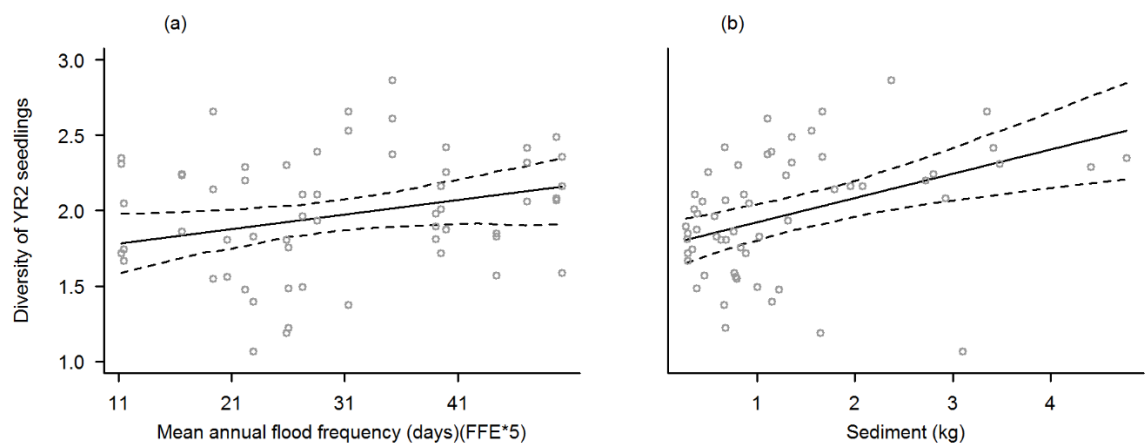 (a)
(b)
Diversity of YR2 seedlings
3.0
2.5
2.0
1.5
1.0
11 21 31 41
1 2 3 4
Mean annual flood frequency (days)(FFE*5)
Sediment (kg)